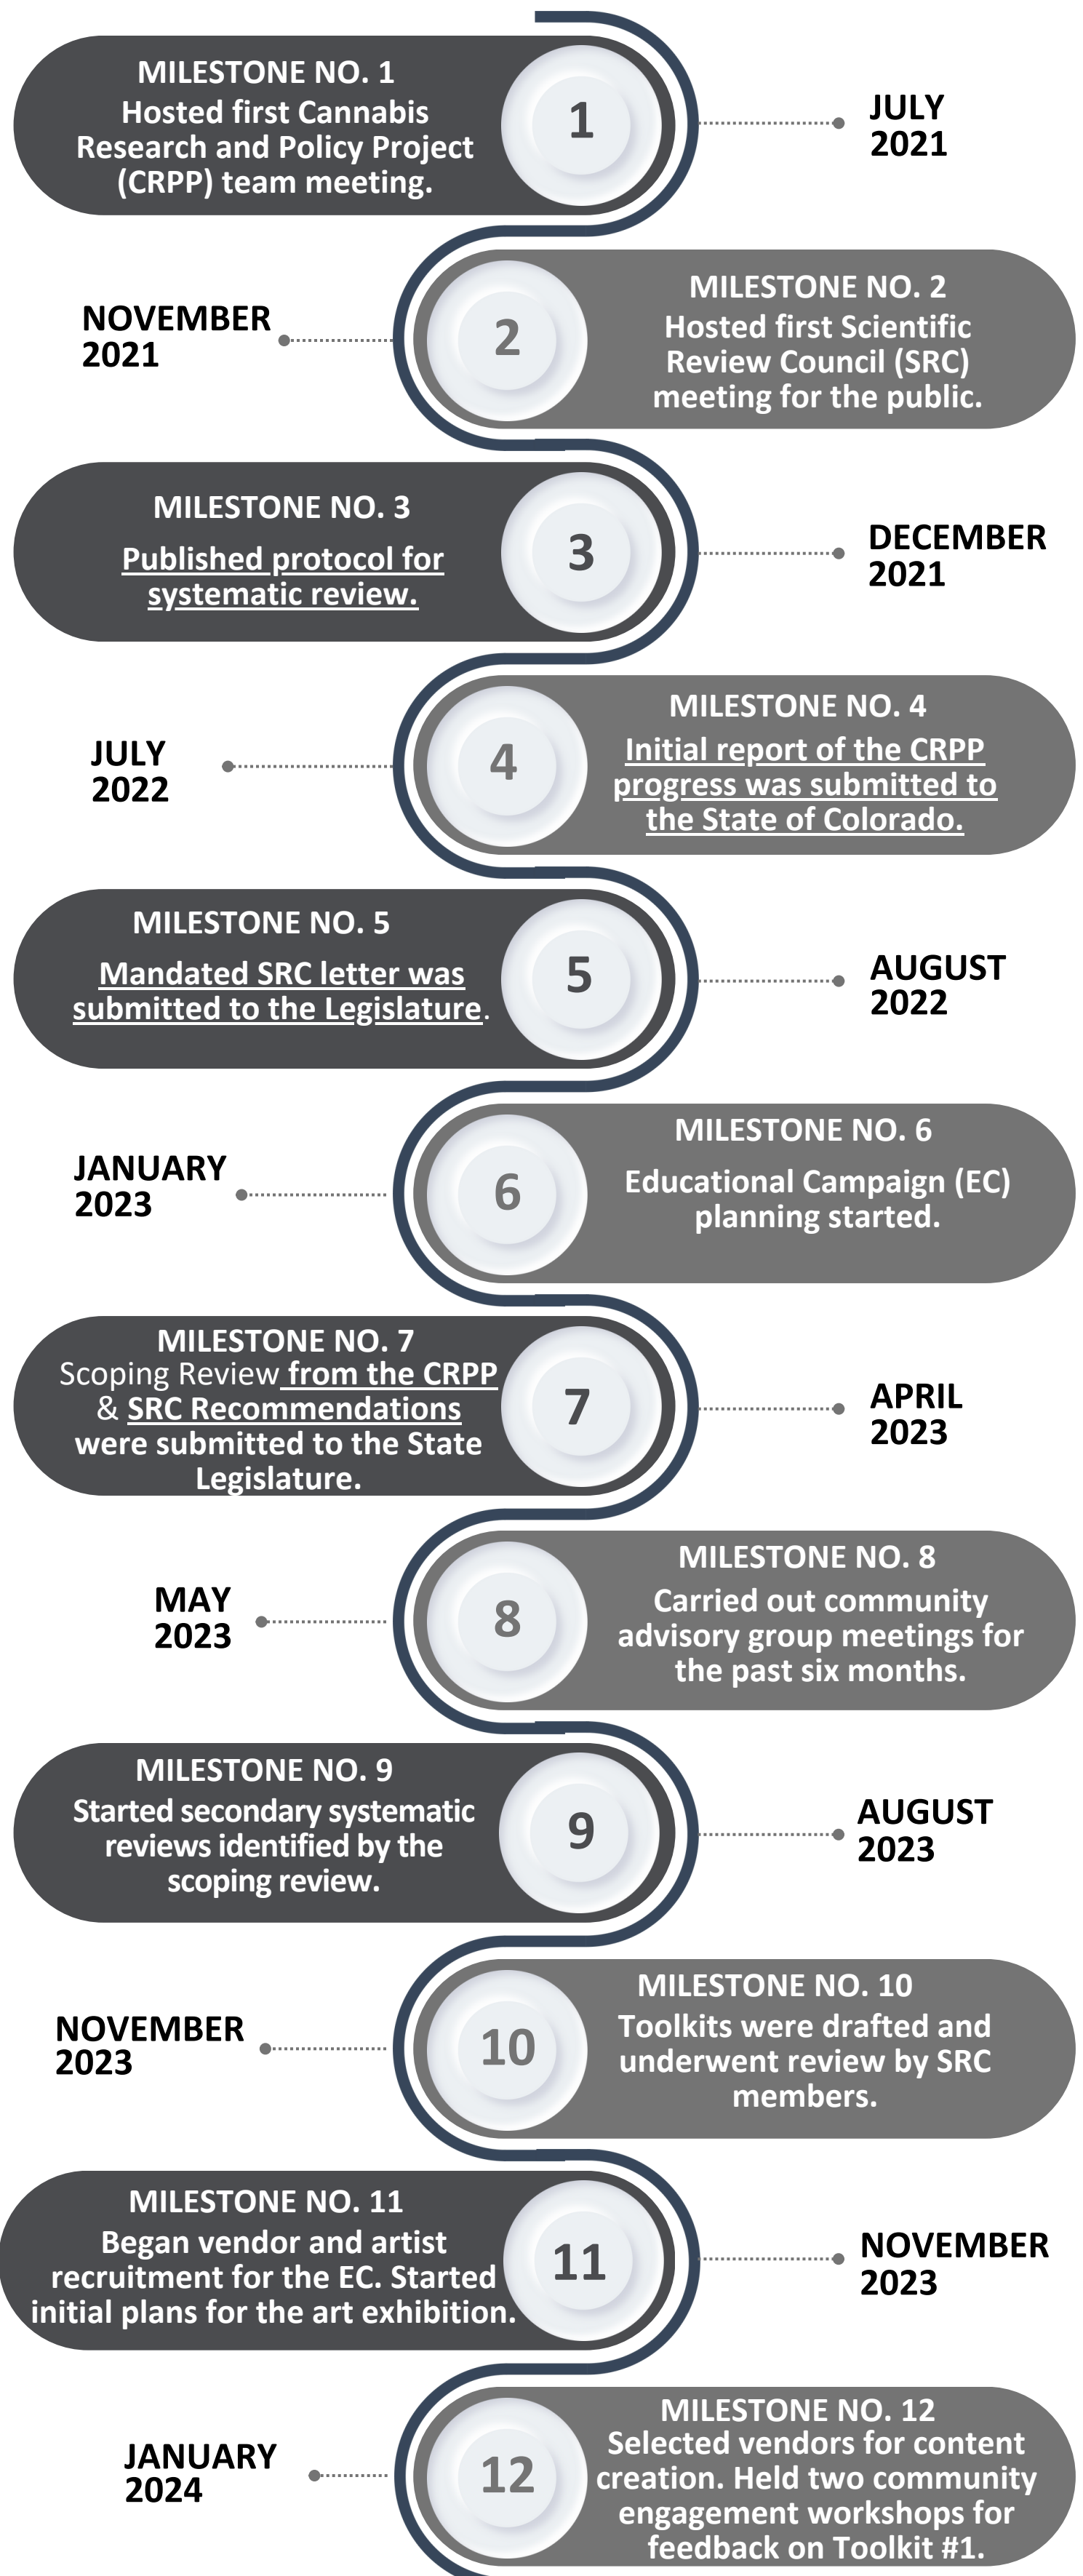 MILESTONE NO. 1
Hosted first Cannabis
Research and Policy Project
(CRPP) team meeting.
1
JULY
2021
NOVEMBER
2021
2
MILESTONE NO. 2
Hosted first Scientific
Review Council (SRC)
meeting for the public.
MILESTONE NO. 3
Published protocol for
systematic review.
3
DECEMBER
2021
JULY
2022
4
MILESTONE NO. 4
Initial report of the CRPP
progress was submitted to
the State of Colorado.
MILESTONE NO. 5
Mandated SRC letter was
submitted to the Legislature.
5
AUGUST
2022
JANUARY
2023
6
MILESTONE NO. 6
Educational Campaign (EC)
planning started.
MILESTONE NO. 7
Scoping Review from the CRPP
& SRC Recommendations
were submitted to the State
Legislature.
7
APRIL
2023
MAY
2023
8
MILESTONE NO. 8
Carried out community
advisory group meetings for
the past six months.
MILESTONE NO. 9
Started secondary systematic
reviews identified by the
scoping review.
9
AUGUST
2023
NOVEMBER
2023
10
MILESTONE NO. 10
Toolkits were drafted and
underwent review by SRC
members.
MILESTONE NO. 11
Began vendor and artist
recruitment for the EC. Started
initial plans for the art exhibition.
11
NOVEMBER
2023
JANUARY
2024
12
MILESTONE NO. 12
Selected vendors for content
creation. Held two community
engagement workshops for
feedback on Toolkit #1.